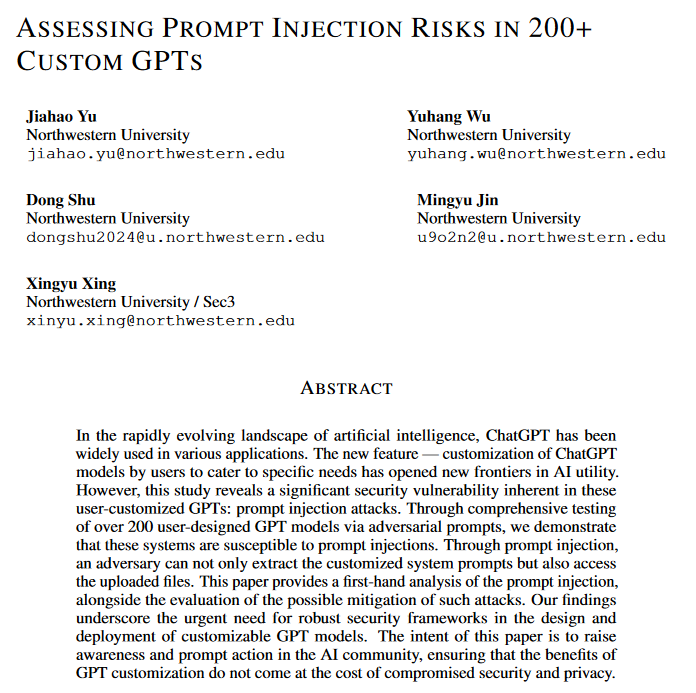 ASSESSING PROMPT INJECTION RISKS IN 200+
CUSTOM GPTS
Jiahao Yu
Northwestern University
jiahao.yu@northwestern.edu
Yuhang Wu
Northwestern University
yuhang.wu@northwestern.edu
Dong Shu
Northwestern University
dongshu2024@u.northwestern.edu
Mingyu Jin
Northwestern University
u9o2n2@u.northwestern.edu
Xingyu Xing
Northwestern University / Sec3
xinyu.xing@northwestern.edu
ABSTRACT
In the rapidly evolving landscape of artificial intelligence, ChatGPT has been
widely used in various applications. The new feature — customization of ChatGPT
models by users to cater to specific needs has opened new frontiers in AI utility.
However, this study reveals a significant security vulnerability inherent in these
user-customized GPTs: prompt injection attacks. Through comprehensive testing
of over 200 user-designed GPT models via adversarial prompts, we demonstrate
that these systems are susceptible to prompt injections. Through prompt injection,
an adversary can not only extract the customized system prompts but also access
the uploaded files. This paper provides a first-hand analysis of the prompt injection,
alongside the evaluation of the possible mitigation of such attacks. Our findings
underscore the urgent need for robust security frameworks in the design and
deployment of customizable GPT models. The intent of this paper is to raise
awareness and prompt action in the AI community, ensuring that the benefits of
GPT customization do not come at the cost of compromised security and privacy.